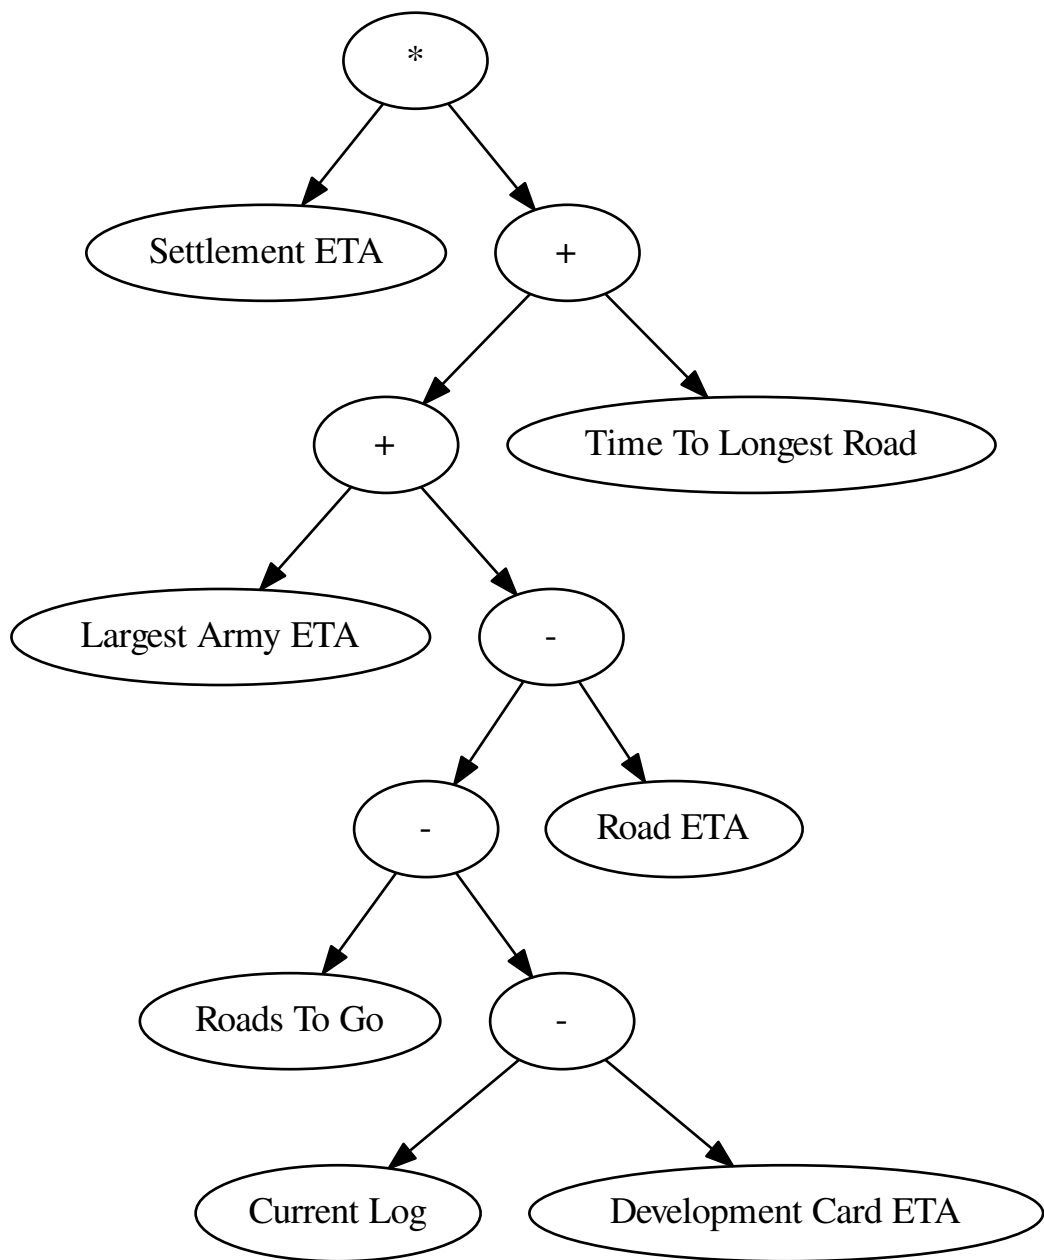 *
Settlement ETA
+
+
Time To Longest Road
Largest Army ETA
-
-
Road ETA
Roads To Go
-
Current Log
Development Card ETA